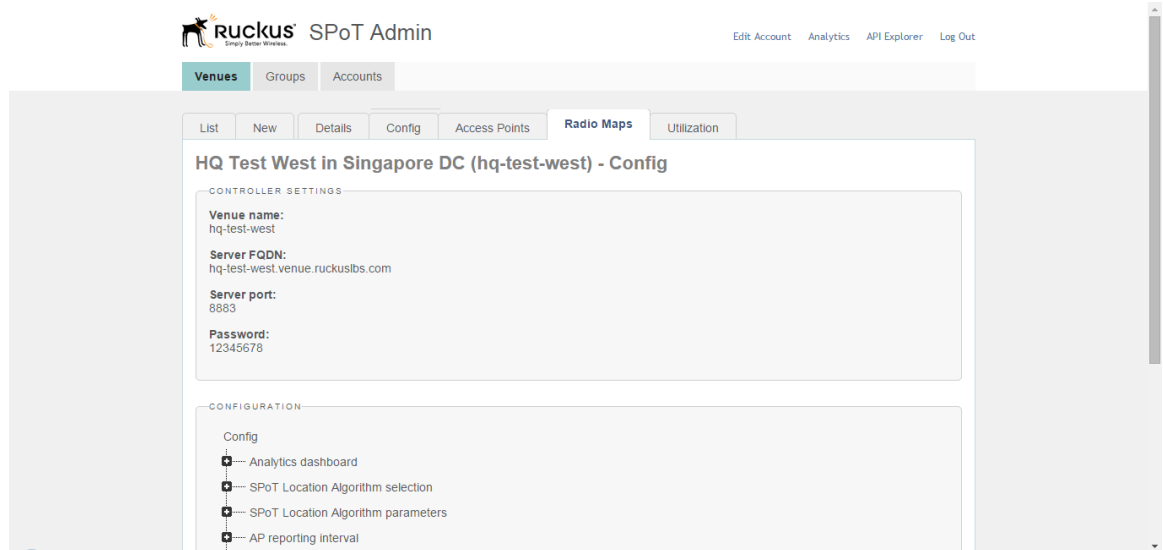 Ruckus SPoT Admin
Simply Better Wireless.
Edit Account Analytics API Explorer Log Out
Venues Groups Accounts
List New Details Config Access Points Radio Maps Utilization
HQ Test West in Singapore DC (hq-test-west) - Config
CONTROLLER SETTINGS
Venue name:
hq-test-west
Server FQDN:
hq-test-west.venue.ruckuslbs.com
Server port:
8883
Password:
12345678
CONFIGURATION
Config
Analytics dashboard
SPoT Location Algorithm selection
SPoT Location Algorithm parameters
AP reporting interval